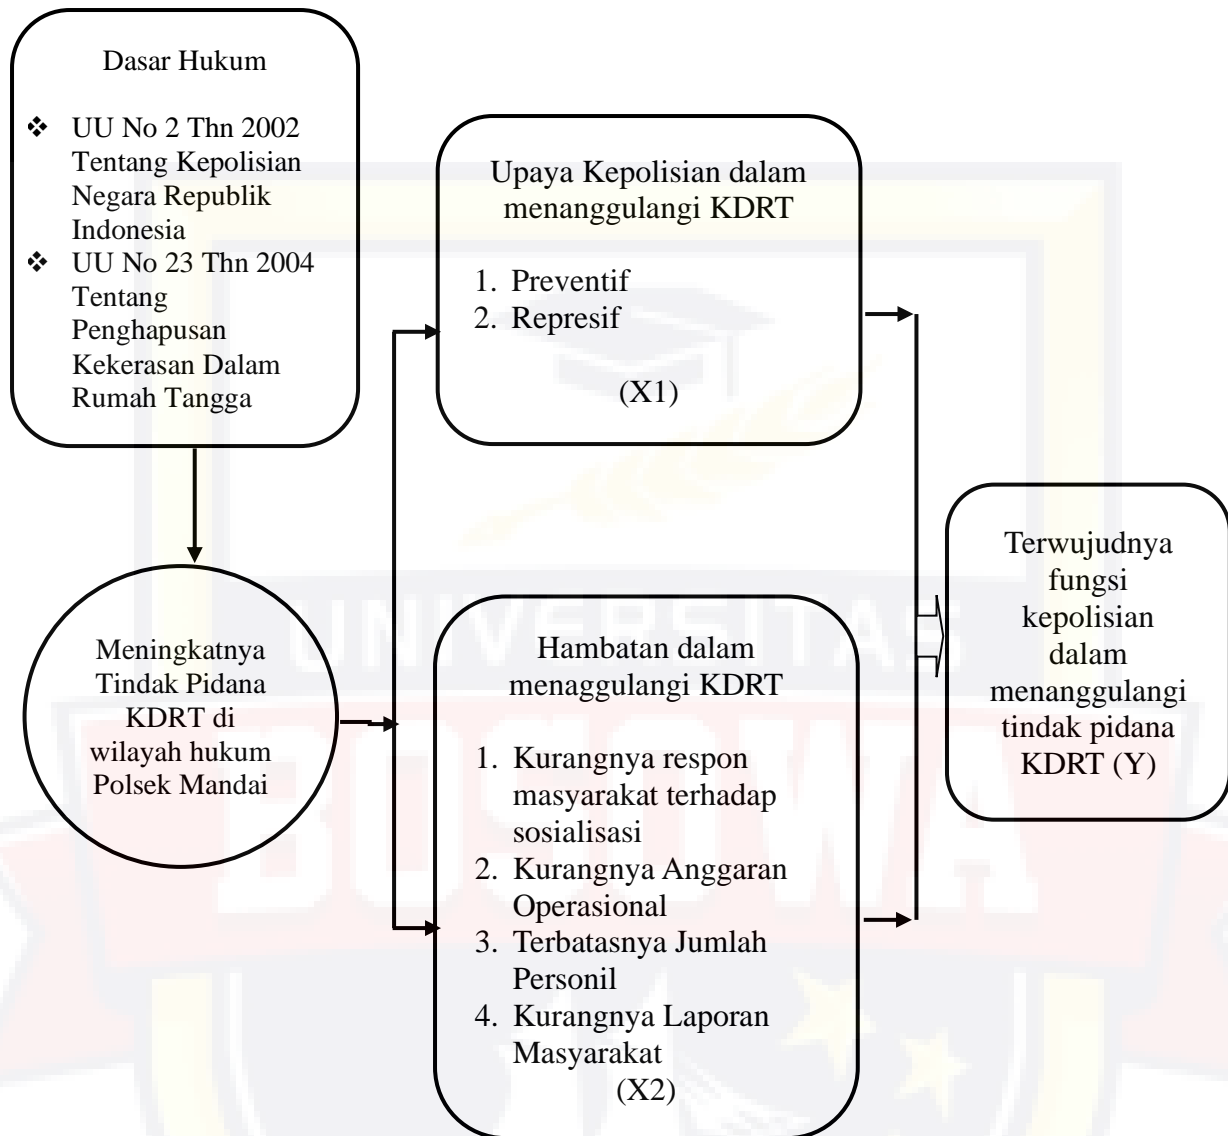 Dasar Hukum
❖ UU No 2 Thn 2002
Tentang Kepolisian
Negara Republik
Indonesia
❖ UU No 23 Thn 2004
Tentang
Penghapusan
Kekerasan Dalam
Rumah Tangga
Meningkatnya
Tindak Pidana
KDRT di
wilayah hukum
Polsek Mandai
Upaya Kepolisian dalam
menanggulangi KDRT
1. Preventif
2. Represif
(X1)
Hambatan dalam
menaggulangi KDRT
1. Kurangnya respon
masyarakat terhadap
sosialisasi
2. Kurangnya Anggaran
Operasional
3. Terbatasnya Jumlah
Personil
4. Kurangnya Laporan
Masyarakat
(X2)
Terwujudnya
fungsi
kepolisian
dalam
menanggulangi
tindak pidana
KDRT (Y)
UNIVERSITAS
BOSOWA